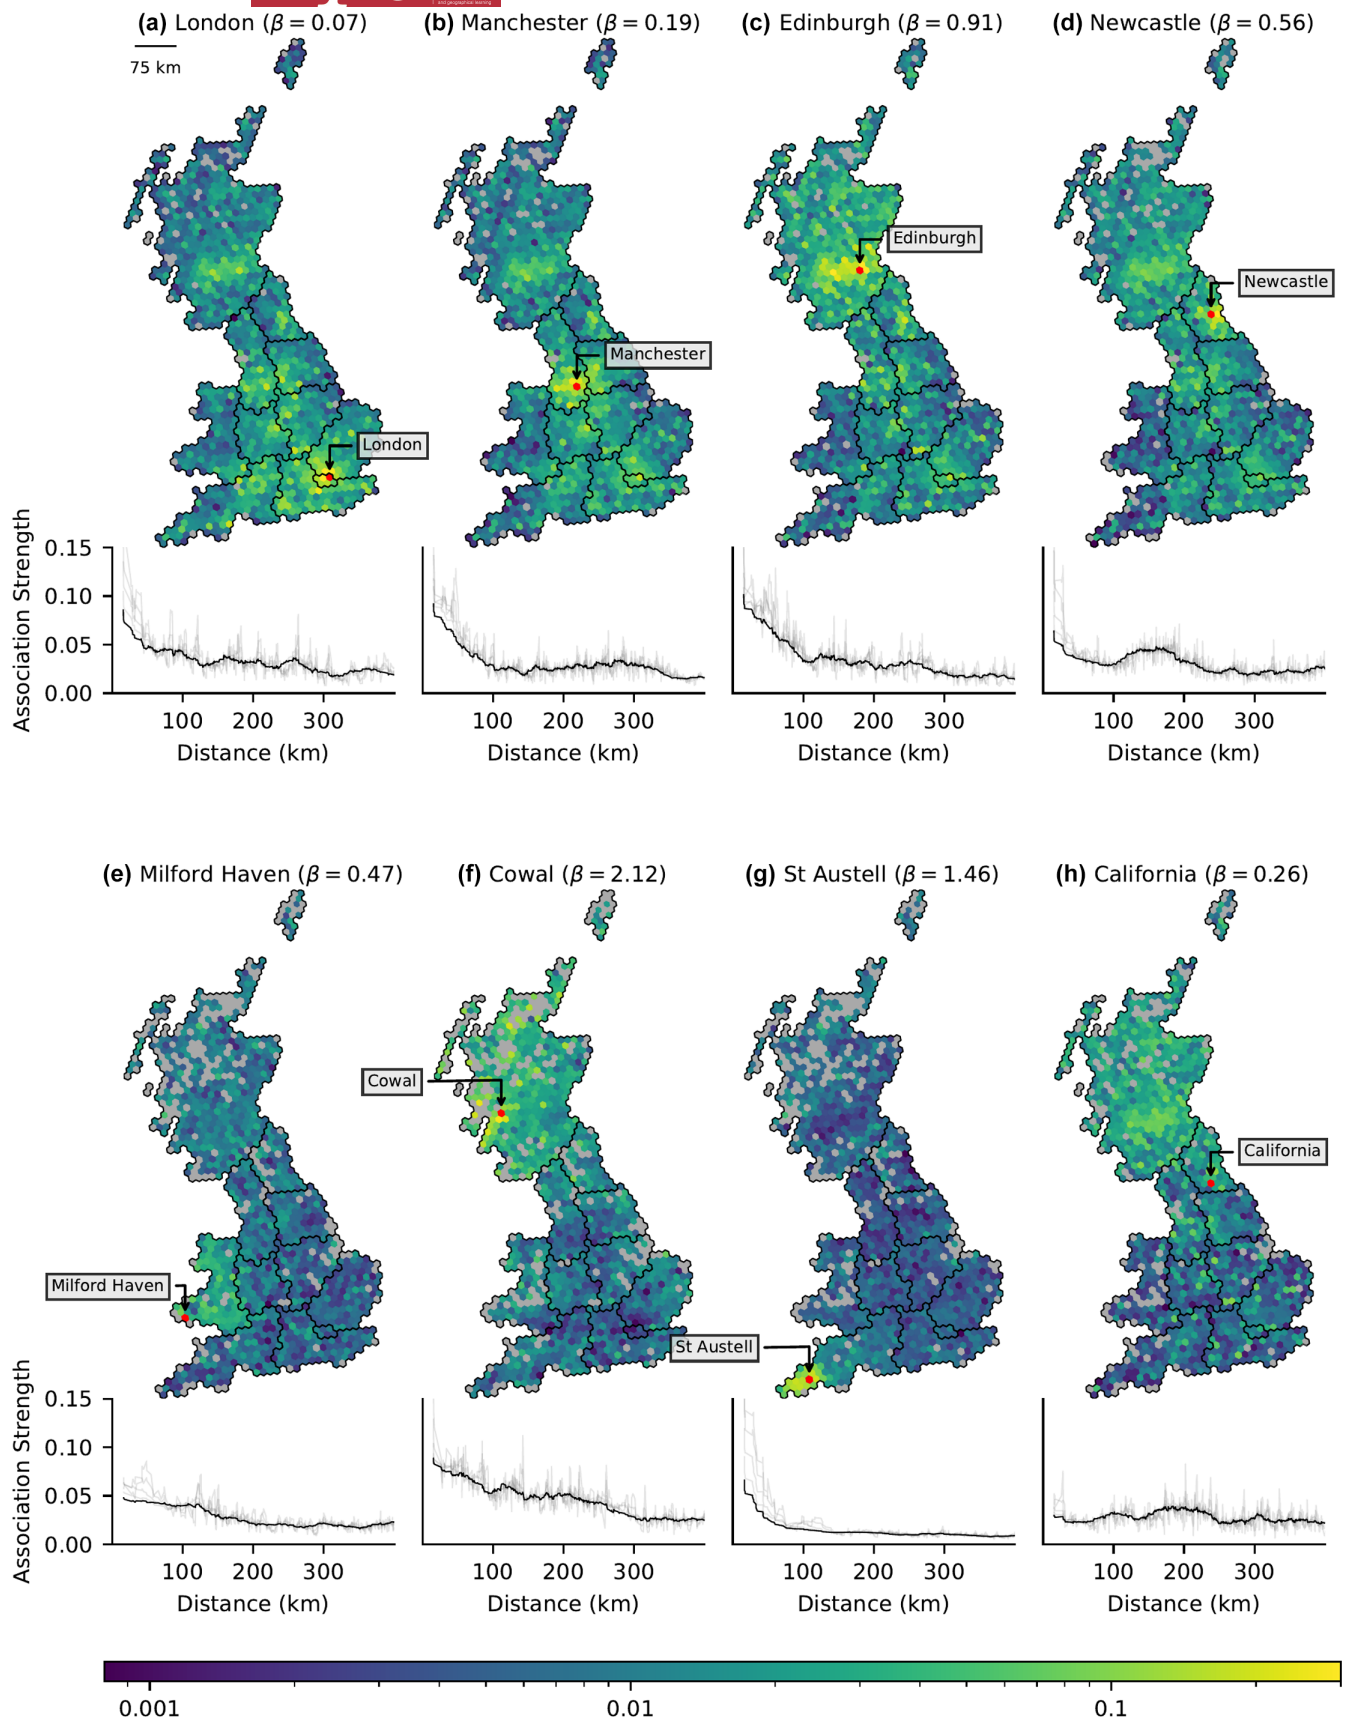 and geographical learning
(a) London (β = 0.07)
(b) Manchester (β = 0.19)
(c) Edinburgh (β = 0.91)
(d) Newcastle (β = 0.56)
75 km
Edinburgh
Newcastle
Manchester
London
Association Strength
0.15
0.10
0.05
0.00
100 200 300
100 200 300
100 200 300
100 200 300
Distance (km)
Distance (km)
Distance (km)
Distance (km)
(e) Milford Haven (β = 0.47)
(f) Cowal (β = 2.12)
(g) St Austell (β = 1.46)
(h) California (β = 0.26)
Cowal
California
Milford Haven
St Austell
Association Strength
0.15
0.10
0.05
0.00
100 200 300
100 200 300
100 200 300
100 200 300
Distance (km)
Distance (km)
Distance (km)
Distance (km)
0.001 0.01 0.1